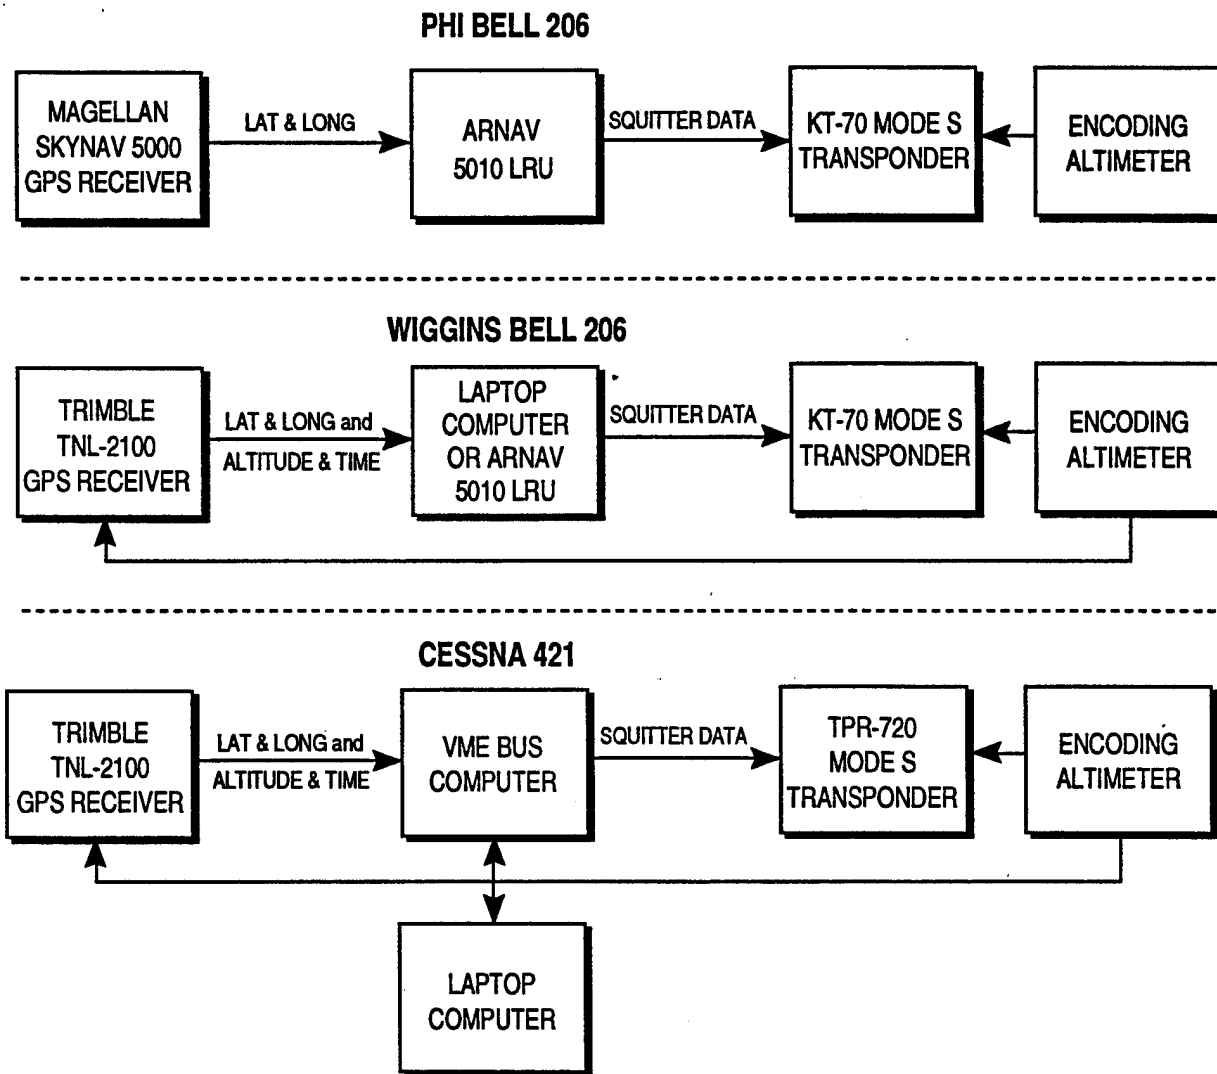 PHI BELL 206
MAGELLAN
SKYNAV 5000
GPS RECEIVER
LAT & LONG
ARNAV
5010 LRU
SQUITTER DATA
KT-70 MODE S
TRANSPONDER
ENCODING
ALTIMETER
WIGGINS BELL 206
TRIMBLE
TNL-2100
GPS RECEIVER
LAT & LONG and
ALTITUDE & TIME
LAPTOP
COMPUTER
OR ARNAV
5010 LRU
SQUITTER DATA
KT-70 MODE S
TRANSPONDER
ENCODING
ALTIMETER
CESSNA 421
TRIMBLE
TNL-2100
GPS RECEIVER
LAT & LONG and
ALTITUDE & TIME
VME BUS
COMPUTER
SQUITTER DATA
TPR-720
MODE S
TRANSPONDER
ENCODING
ALTIMETER
LAPTOP
COMPUTER